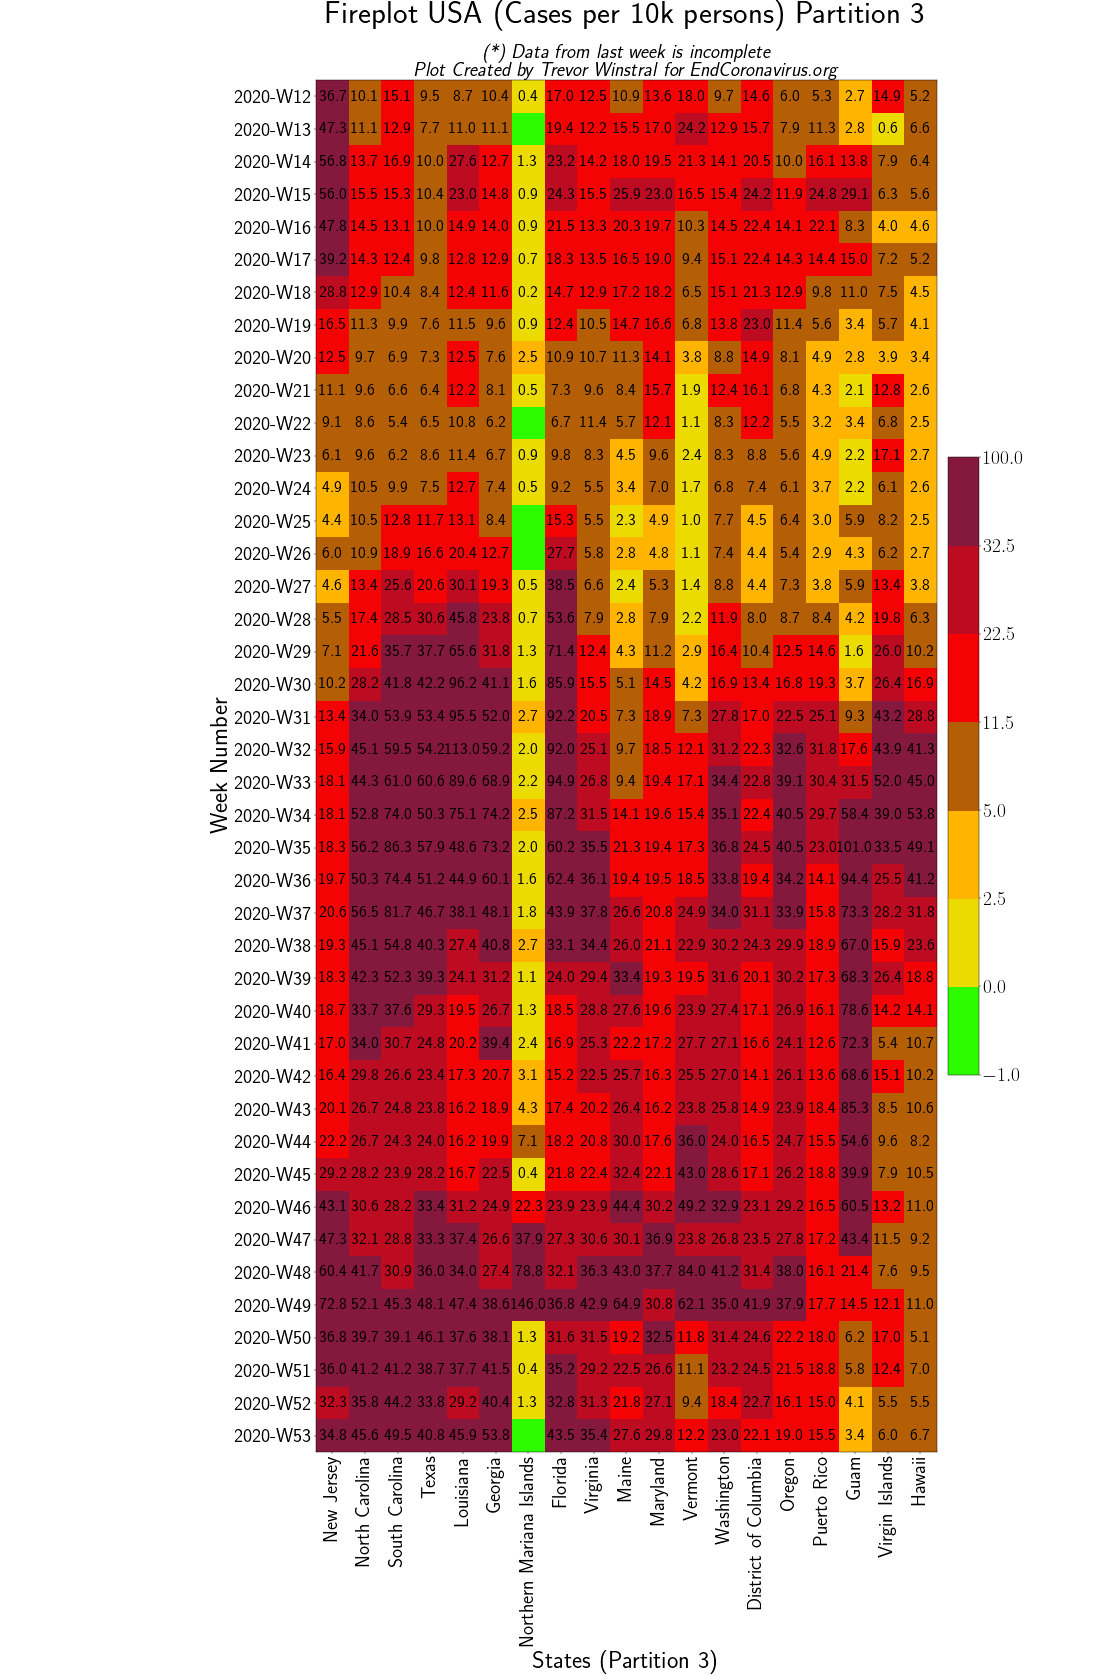 Fireplot USA (Cases per 10k persons) Partition 3
(*) Data from last week is incomplete
Plot Created by Trevor Winstral for EndCoronavirus.org
2020-W12 36.7 10.1 15.1 9.5 8.7 10.4 0.4 17.0 12.5 10.9 13.6 18.0 9.7 14.6 6.0 5.3 2.7 14.9 5.2
2020-W13 47.3 11.1 12.9 7.7 11.0 11.1 19.4 12.2 15.5 17.0 24.2 12.9 15.7 7.9 11.3 2.8 0.6 6.6
2020-W14 56.8 13.7 16.9 10.0 27.6 12.7 1.3 23.2 14.2 18.0 19.5 21.3 14.1 20.5 10.0 16.1 13.8 7.9 6.4
2020-W15 56.0 15.5 15.3 10.4 23.0 14.8 0.9 24.3 15.5 25.9 23.0 16.5 15.4 24.2 11.9 24.8 29.1 6.3 5.6
2020-W16 47.8 14.5 13.1 10.0 14.9 14.0 0.9 21.5 13.3 20.3 19.7 10.3 14.5 22.4 14.1 22.1 8.3 4.0 4.6
2020-W17 39.2 14.3 12.4 9.8 12.8 12.9 0.7 18.3 13.5 16.5 19.0 9.4 15.1 22.4 14.3 14.4 15.0 7.2 5.2
2020-W18 28.8 12.9 10.4 8.4 12.4 11.6 0.2 14.7 12.9 17.2 18.2 6.5 15.1 21.3 12.9 9.8 11.0 7.5 4.5
2020-W19 16.5 11.3 9.9 7.6 11.5 9.6 0.9 12.4 10.5 14.7 16.6 6.8 13.8 23.0 11.4 5.6 3.4 5.7 4.1
2020-W20 12.5 9.7 6.9 7.3 12.5 7.6 2.5 10.9 10.7 11.3 14.1 3.8 8.8 14.9 8.1 4.9 2.8 3.9 3.4
2020-W21 11.1 9.6 6.6 6.4 12.2 8.1 0.5 7.3 9.6 8.4 15.7 1.9 12.4 16.1 6.8 4.3 2.1 12.8 2.6
2020-W22 9.1 8.6 5.4 6.5 10.8 6.2 6.7 11.4 5.7 12.1 1.1 8.3 12.2 5.5 3.2 3.4 6.8 2.5
2020-W23 6.1 9.6 6.2 8.6 11.4 6.7 0.9 9.8 8.3 4.5 9.6 2.4 8.3 8.8 5.6 4.9 2.2 17.1 2.7
2020-W24 4.9 10.5 9.9 7.5 12.7 7.4 0.5 9.2 5.5 3.4 7.0 1.7 6.8 7.4 6.1 3.7 2.2 6.1 2.6
2020-W25 4.4 10.5 12.8 11.7 13.1 8.4 15.3 5.5 2.3 4.9 1.0 7.7 4.5 6.4 3.0 5.9 8.2 2.5
2020-W26 6.0 10.9 18.9 16.6 20.4 12.7 27.7 5.8 2.8 4.8 1.1 7.4 4.4 5.4 2.9 4.3 6.2 2.7
2020-W27 4.6 13.4 25.6 20.6 30.1 19.3 0.5 38.5 6.6 2.4 5.3 1.4 8.8 4.4 7.3 3.8 5.9 13.4 3.8
2020-W28 5.5 17.4 28.5 30.6 45.8 23.8 0.7 53.6 7.9 2.8 7.9 2.2 11.9 8.0 8.7 8.4 4.2 19.8 6.3
2020-W29 7.1 21.6 35.7 37.7 65.6 31.8 1.3 71.4 12.4 4.3 11.2 2.9 16.4 10.4 12.5 14.6 1.6 26.0 10.2
2020-W30 10.2 28.2 41.8 42.2 96.2 41.1 1.6 85.9 15.5 5.1 14.5 4.2 16.9 13.4 16.8 19.3 3.7 26.4 16.9
2020-W31 13.4 34.0 53.9 53.4 95.5 52.0 2.7 92.2 20.5 7.3 18.9 7.3 27.8 17.0 22.5 25.1 9.3 43.2 28.8
2020-W32 15.9 45.1 59.5 54.2 113.0 59.2 2.0 92.0 25.1 9.7 18.5 12.1 31.2 22.3 32.6 31.8 17.6 43.9 41.3
2020-W33 18.1 44.3 61.0 60.6 89.6 68.9 2.2 94.9 26.8 9.4 19.4 17.1 34.4 22.8 39.1 30.4 31.5 52.0 45.0
2020-W34 18.1 52.8 74.0 50.3 75.1 74.2 2.5 87.2 31.5 14.1 19.6 15.4 35.1 22.4 40.5 29.7 58.4 39.0 53.8
2020-W35 18.3 56.2 86.3 57.9 48.6 73.2 2.0 60.2 35.5 21.3 19.4 17.3 36.8 24.5 40.5 23.0 101.0 33.5 49.1
2020-W36 19.7 50.3 74.4 51.2 44.9 60.1 1.6 62.4 36.1 19.4 19.5 18.5 33.8 19.4 34.2 14.1 94.4 25.5 41.2
2020-W37 20.6 56.5 81.7 46.7 38.1 48.1 1.8 43.9 37.8 26.6 20.8 24.9 34.0 31.1 33.9 15.8 73.3 28.2 31.8
2020-W38 19.3 45.1 54.8 40.3 27.4 40.8 2.7 33.1 34.4 26.0 21.1 22.9 30.2 24.3 29.9 18.9 67.0 15.9 23.6
2020-W39 18.3 42.3 52.3 39.3 24.1 31.2 1.1 24.0 29.4 33.4 19.3 19.5 31.6 20.1 30.2 17.3 68.3 26.4 18.8
2020-W40 18.7 33.7 37.6 29.3 19.5 26.7 1.3 18.5 28.8 27.6 19.6 23.9 27.4 17.1 26.9 16.1 78.6 14.2 14.1
2020-W41 17.0 34.0 30.7 24.8 20.2 39.4 2.4 16.9 25.3 22.2 17.2 27.7 27.1 16.6 24.1 12.6 72.3 5.4 10.7
2020-W42 16.4 29.8 26.6 23.4 17.3 20.7 3.1 15.2 22.5 25.7 16.3 25.5 27.0 14.1 26.1 13.6 68.6 15.1 10.2
2020-W43 20.1 26.7 24.8 23.8 16.2 18.9 4.3 17.4 20.2 26.4 16.2 23.8 25.8 14.9 23.9 18.4 85.3 8.5 10.6
2020-W44 22.2 26.7 24.3 24.0 16.2 19.9 7.1 18.2 20.8 30.0 17.6 36.0 24.0 16.5 24.7 15.5 54.6 9.6 8.2
2020-W45 29.2 28.2 23.9 28.2 16.7 22.5 0.4 21.8 22.4 32.4 22.1 43.0 28.6 17.1 26.2 18.8 39.9 7.9 10.5
2020-W46 43.1 30.6 28.2 33.4 31.2 24.9 22.3 23.9 23.9 44.4 30.2 49.2 32.9 23.1 29.2 16.5 60.5 13.2 11.0
2020-W47 47.3 32.1 28.8 33.3 37.4 26.6 37.9 27.3 30.6 30.1 36.9 23.8 26.8 23.5 27.8 17.2 43.4 11.5 9.2
2020-W48 60.4 41.7 30.9 36.0 34.0 27.4 78.8 32.1 36.3 43.0 37.7 84.0 41.2 31.4 38.0 16.1 21.4 7.6 9.5
2020-W49 72.8 52.1 45.3 48.1 47.4 38.6 146.0 36.8 42.9 64.9 30.8 62.1 35.0 41.9 37.9 17.7 14.5 12.1 11.0
2020-W50 36.8 39.7 39.1 46.1 37.6 38.1 1.3 31.6 31.5 19.2 32.5 11.8 31.4 24.6 22.2 18.0 6.2 17.0 5.1
2020-W51 36.0 41.2 41.2 38.7 37.7 41.5 0.4 35.2 29.2 22.5 26.6 11.1 23.2 24.5 21.5 18.8 5.8 12.4 7.0
2020-W52 32.3 35.8 44.2 33.8 29.2 40.4 1.3 32.8 31.3 21.8 27.1 9.4 18.4 22.7 16.1 15.0 4.1 5.5 5.5
2020-W53 34.8 45.6 49.5 40.8 45.9 53.8 43.5 35.4 27.6 29.8 12.2 23.0 22.1 19.0 15.5 3.4 6.0 6.7
Week Number
100.0
32.5
22.5
11.5
5.0
2.5
0.0
−1.0
New Jersey
North Carolina
South Carolina
Texas
Louisiana
Georgia
Northern Mariana Islands
Florida
Virginia
Maine
Maryland
Vermont
Washington
District of Columbia
Oregon
Puerto Rico
Guam
Virgin Islands
Hawaii
States (Partition 3)